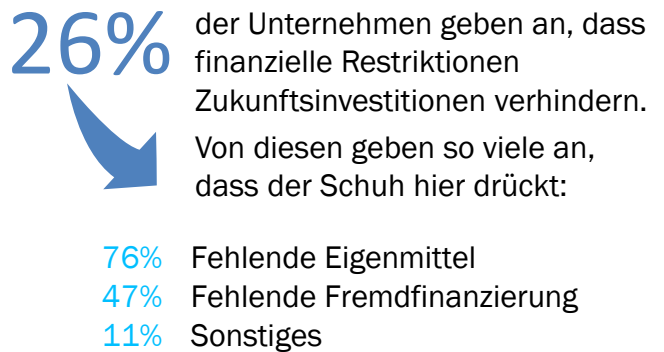 26%
der Unternehmen geben an, dass
finanzielle Restriktionen
Zukunftsinvestitionen verhindern.
Von diesen geben so viele an,
dass der Schuh hier drückt:
76% Fehlende Eigenmittel
47% Fehlende Fremdfinanzierung
11% Sonstiges